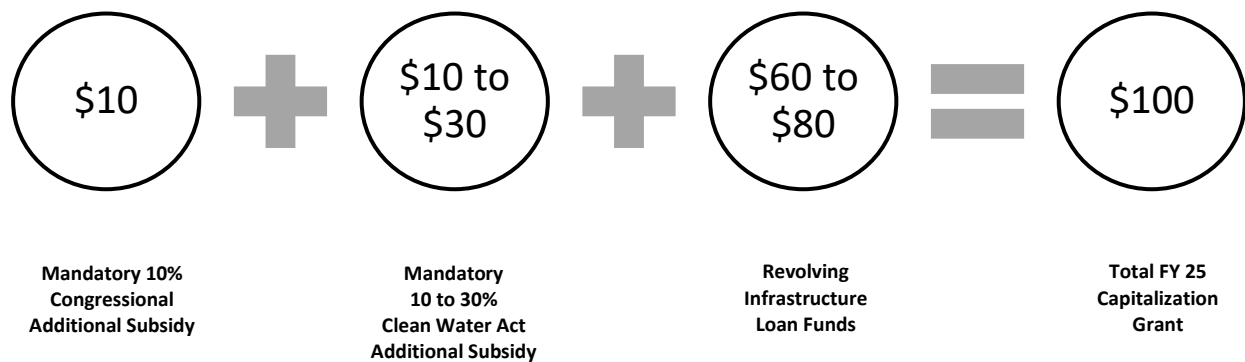 $10
$10 to
$30
$60 to
$80
$100
Mandatory 10%
Congressional
Additional Subsidy
Mandatory
10 to 30%
Clean Water Act
Additional Subsidy
Revolving
Infrastructure
Loan Funds
Total FY 25
Capitalization
Grant